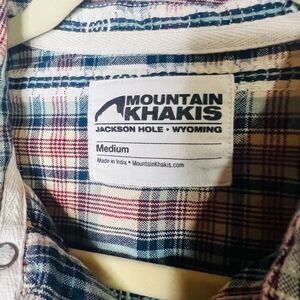 MOUNTAIN
KHAKIS
JACKSON HOLE • WYOMING
Medium
Made in India • MountainKhakis.com